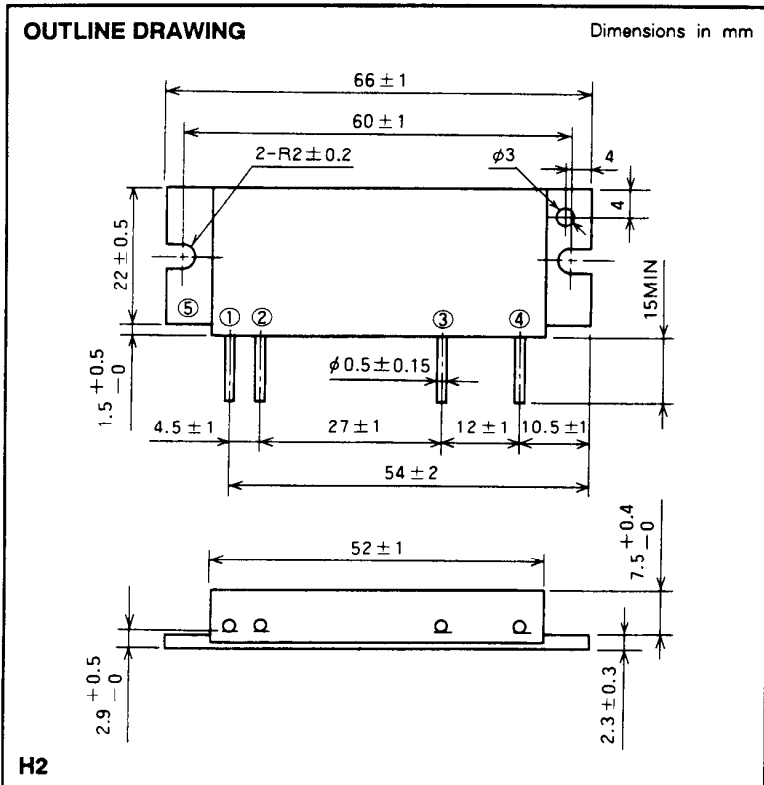 OUTLINE DRAWING
Dimensions in mm
66±1
60±1
2-R2±0.2
φ3
4
4
22±0.5
⑤
①
②
③
④
15MIN
φ0.5±0.15
1.5 +0.5 -0
4.5±1
27±1
12±1
10.5±1
54±2
52±1
7.5 +0.4 -0
2.9 +0.5 -0
2.3±0.3
H2